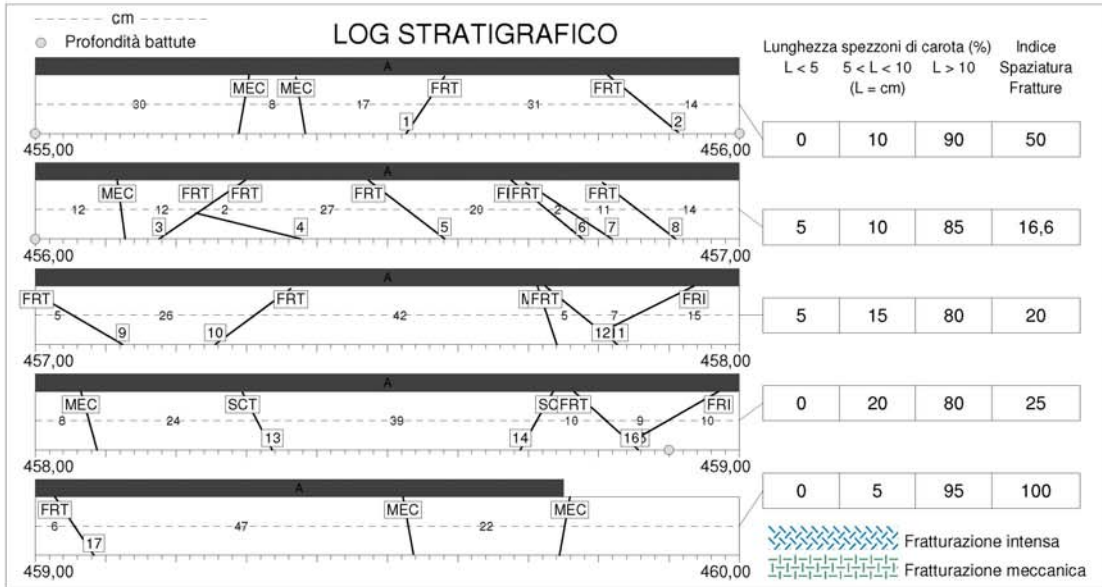 cm
Profondità battute
LOG STRATIGRAFICO
Lunghezza spezzoni di carota (%)
L < 5
5 < L < 10
L > 10
(L = cm)
Indice
Spaziatura
Fratture
A
MEC MEC FRT FRT
30 8 17 31 14
1 2
455,00 456,00
0 10 90 50
A
MEC FRT FRT FRT FRT FRT
12 12 2 27 20 2 11 14
3 4 5 6 7 8
456,00 457,00
5 10 85 16,6
A
FRT FRT FRT FRI
5 26 42 5 7 15
9 10 12
457,00 458,00
5 15 80 20
A
MEC SCT FRT FRI
8 24 39 10 9 10
13 14 16
458,00 459,00
0 20 80 25
A
FRT MEC MEC
6 47 22
17
459,00 460,00
0 5 95 100
Fratturazione intensa
Fratturazione meccanica